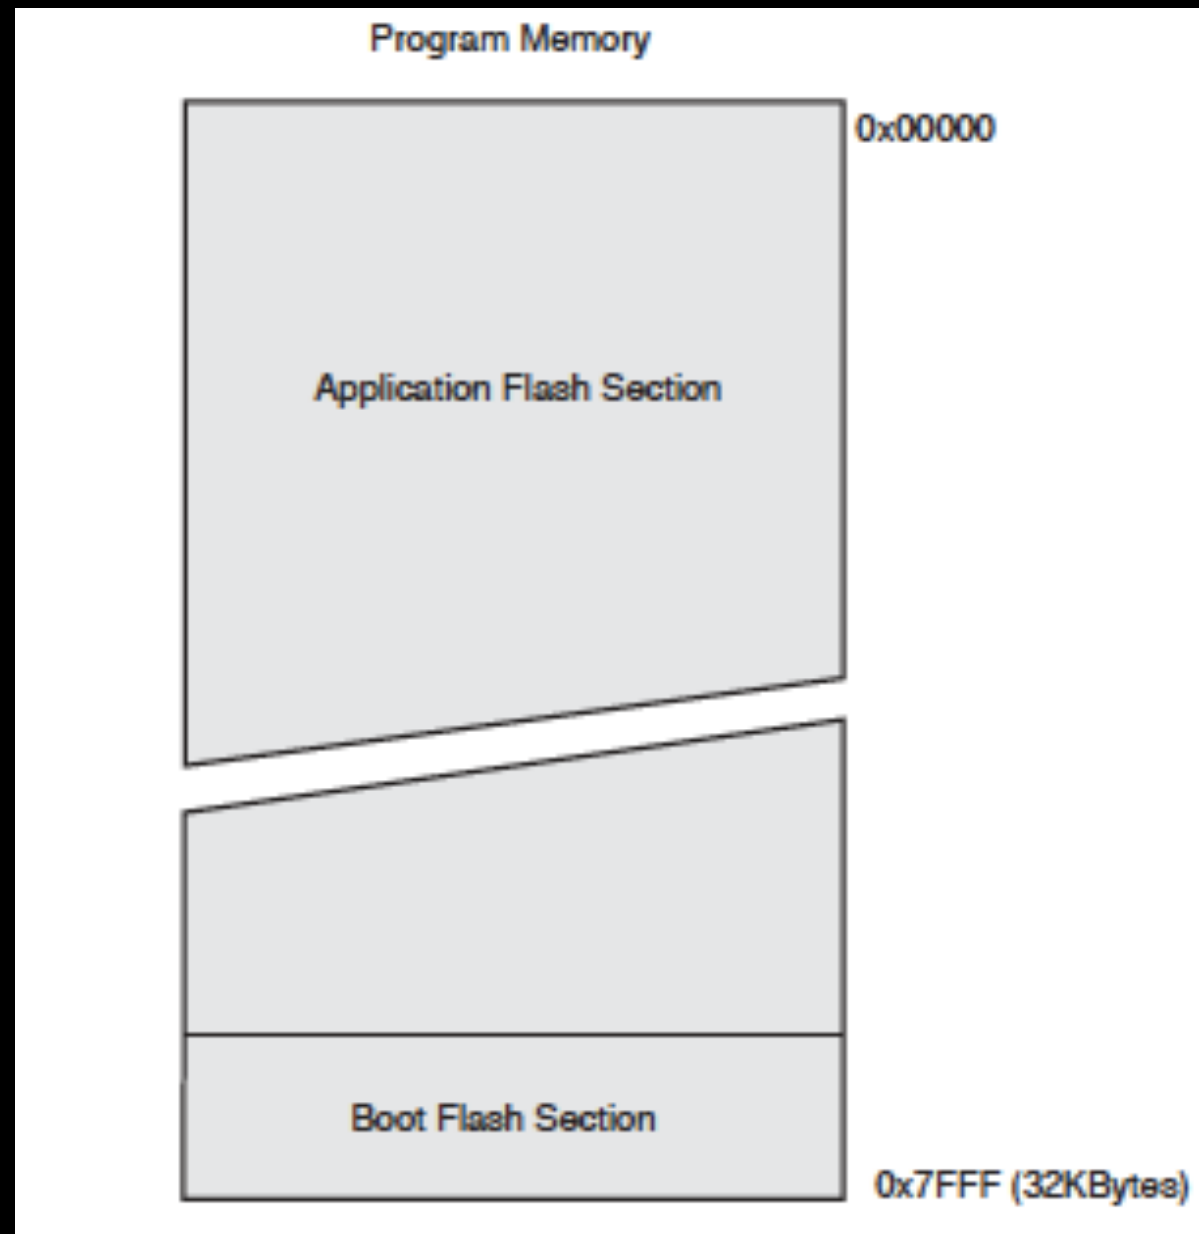 Program Memory
0x00000
Application Flash Section
Boot Flash Section
0x7FFF (32KBytes)